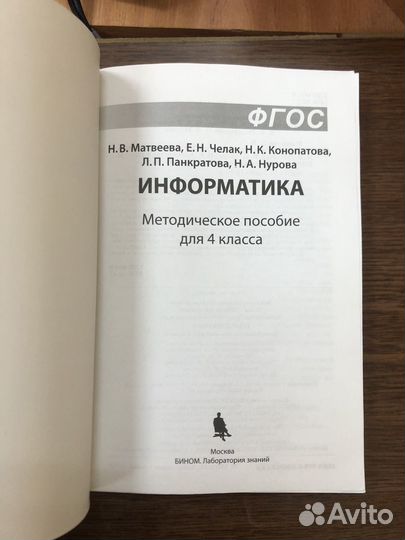 ФГОС
Н. В. Матвеева, Е. Н. Челак, Н. К. Конопатова,
Л. П. Панкратова, Н. А. Нурова
ИНФОРМАТИКА
Методическое пособие
для 4 класса
Москва
БИНОМ. Лаборатория знаний
Avito